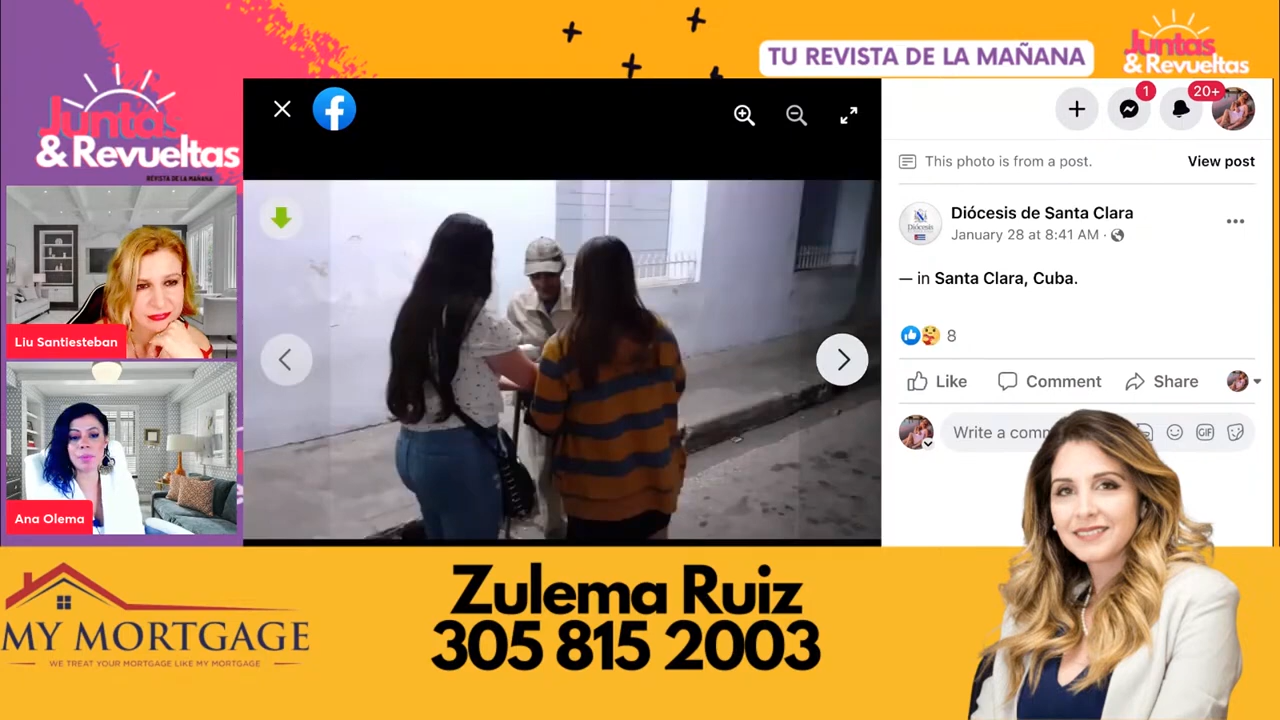 TU REVISTA DE LA MAÑANA
Juntas
& Revueltas
Juntas
& Revueltas
REVISTA DE LA MAÑANA
1
20+
This photo is from a post.
View post
Diócesis de Santa Clara
January 28 at 8:41 AM
— in Santa Clara, Cuba.
8
Like
Comment
Share
Write a comm
GIF
Diócesis
Liu Santiesteban
Ana Olema
MY MORTGAGE
WE TREAT YOUR MORTGAGE LIKE MY MORTGAGE
Zulema Ruiz
305 815 2003